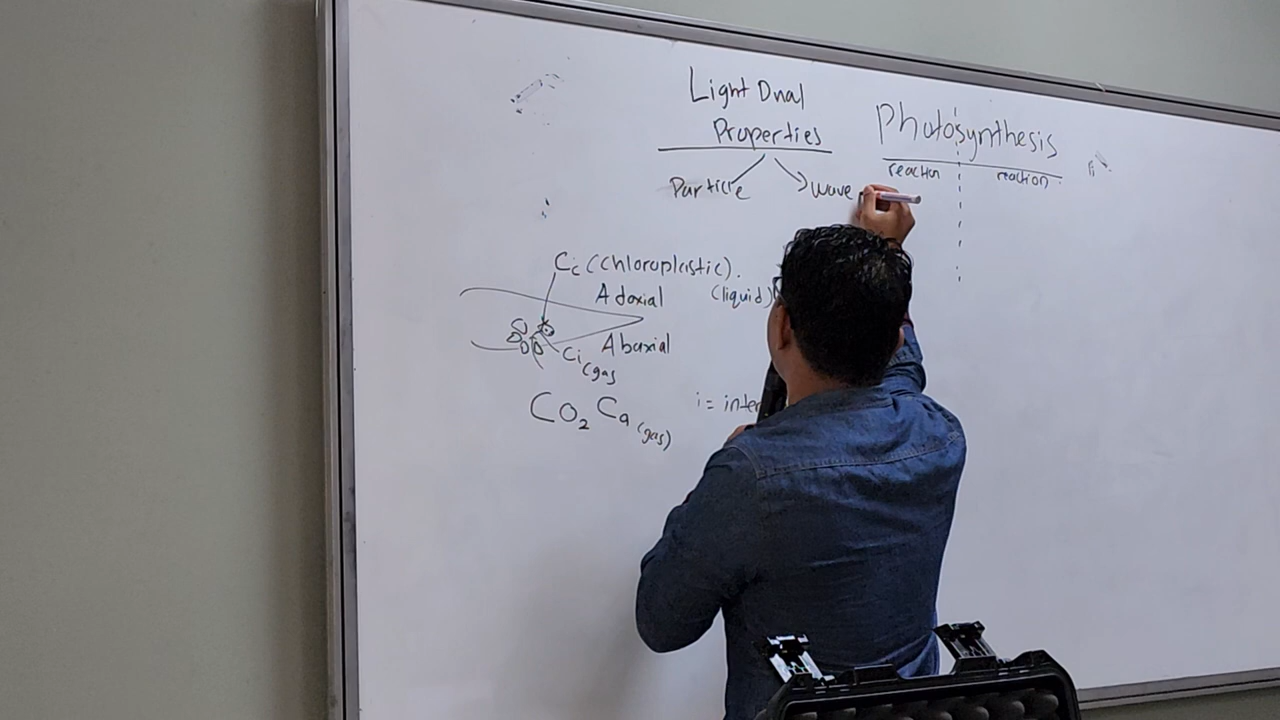 Light Dual
Properties
Particle
wave
Photosynthesis
reaction
reaction
Cc (Chloroplastic).
Adaxial
(liquid)
Abaxial
Ci (gas
CO2 Ca (gas)
i = inter